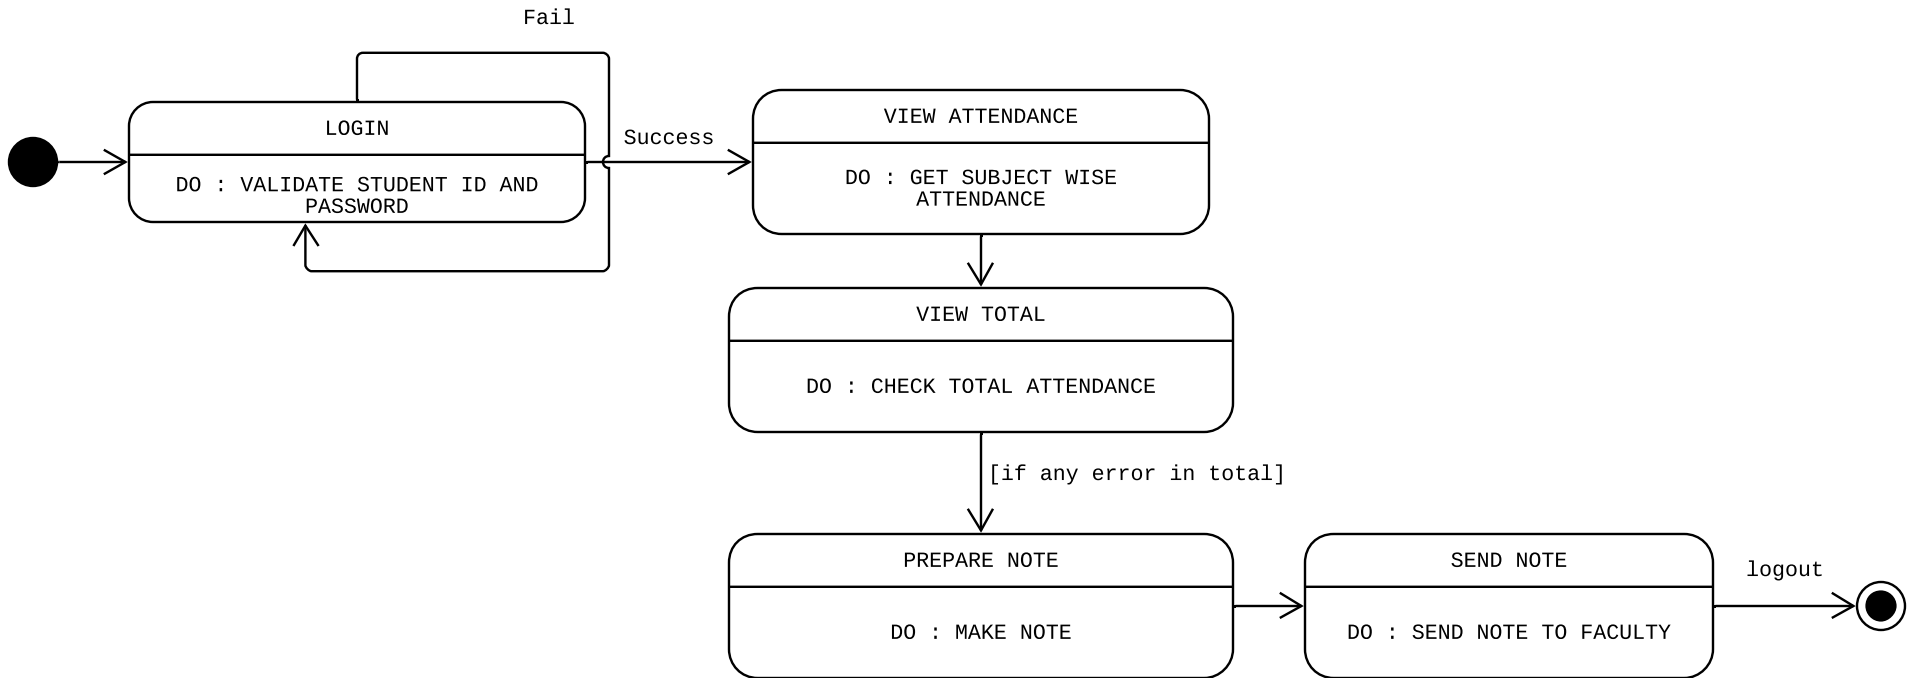 Fail
LOGIN
DO : VALIDATE STUDENT ID AND
PASSWORD
Success
VIEW ATTENDANCE
DO : GET SUBJECT WISE
ATTENDANCE
VIEW TOTAL
DO : CHECK TOTAL ATTENDANCE
[if any error in total]
PREPARE NOTE
DO : MAKE NOTE
SEND NOTE
DO : SEND NOTE TO FACULTY
logout